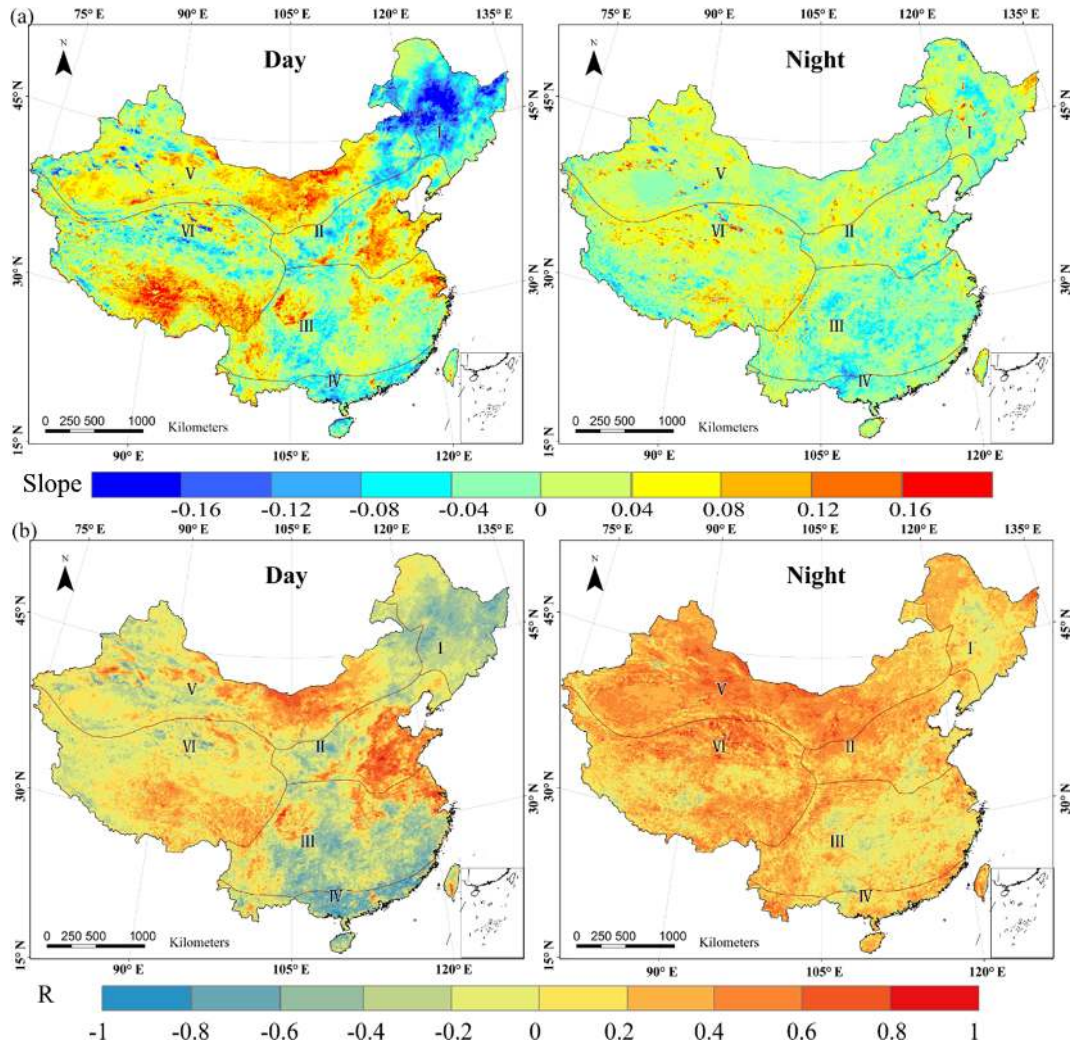 (a)
75° E 90° E 105° E 120° E 135° E
75° E 90° E 105° E 120° E 135° E
N
Day
N
Night
45° N
30° N
15° N
45° N
30° N
15° N
45° N
30° N
I
V
VI
II
III
IV
I
V
VI
II
III
IV
0 250 500 1000 Kilometers
0 250 500 1000 Kilometers
90° E 105° E 120° E
90° E 105° E 120° E
Slope
-0.16 -0.12 -0.08 -0.04 0 0.04 0.08 0.12 0.16
(b)
75° E 90° E 105° E 120° E 135° E
75° E 90° E 105° E 120° E 135° E
N
Day
N
Night
45° N
30° N
15° N
45° N
30° N
15° N
45° N
30° N
I
V
VI
II
III
IV
I
V
VI
II
III
IV
0 250 500 1000 Kilometers
0 250 500 1000 Kilometers
90° E 105° E 120° E
90° E 105° E 120° E
R
-1 -0.8 -0.6 -0.4 -0.2 0 0.2 0.4 0.6 0.8 1